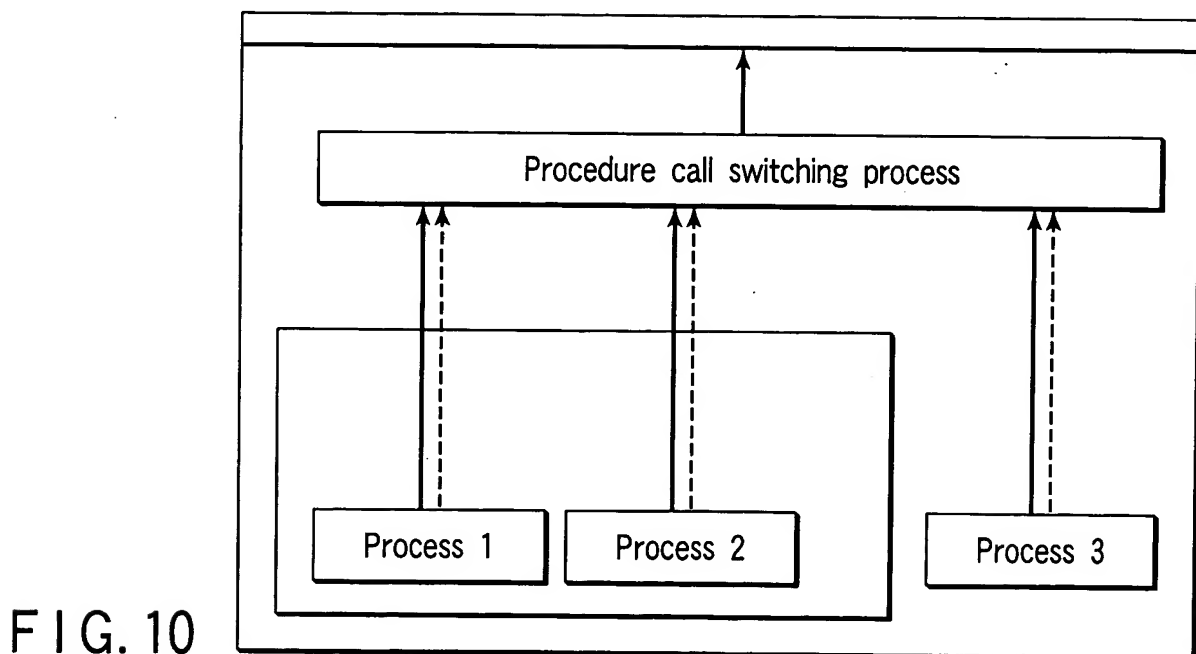 Procedure call switching process
Process 1
Process 2
Process 3
FIG. 10